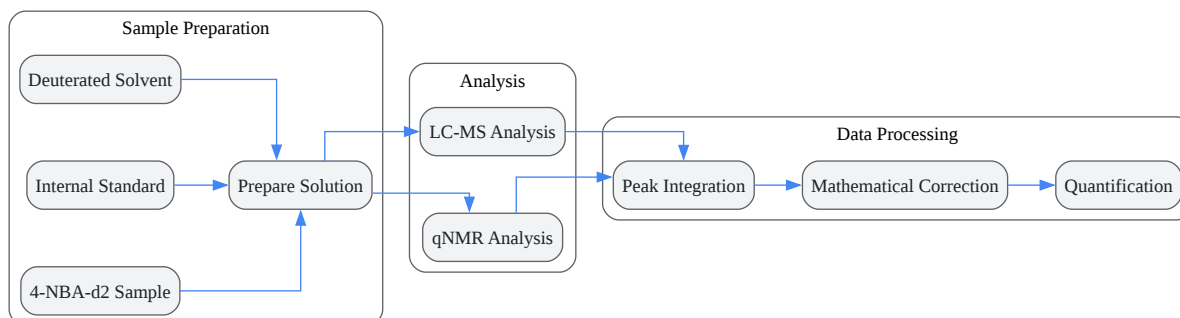 Sample Preparation
Deuterated Solvent
Internal Standard
Prepare Solution
4-NBA-d2 Sample
Analysis
LC-MS Analysis
qNMR Analysis
Data Processing
Peak Integration
Mathematical Correction
Quantification